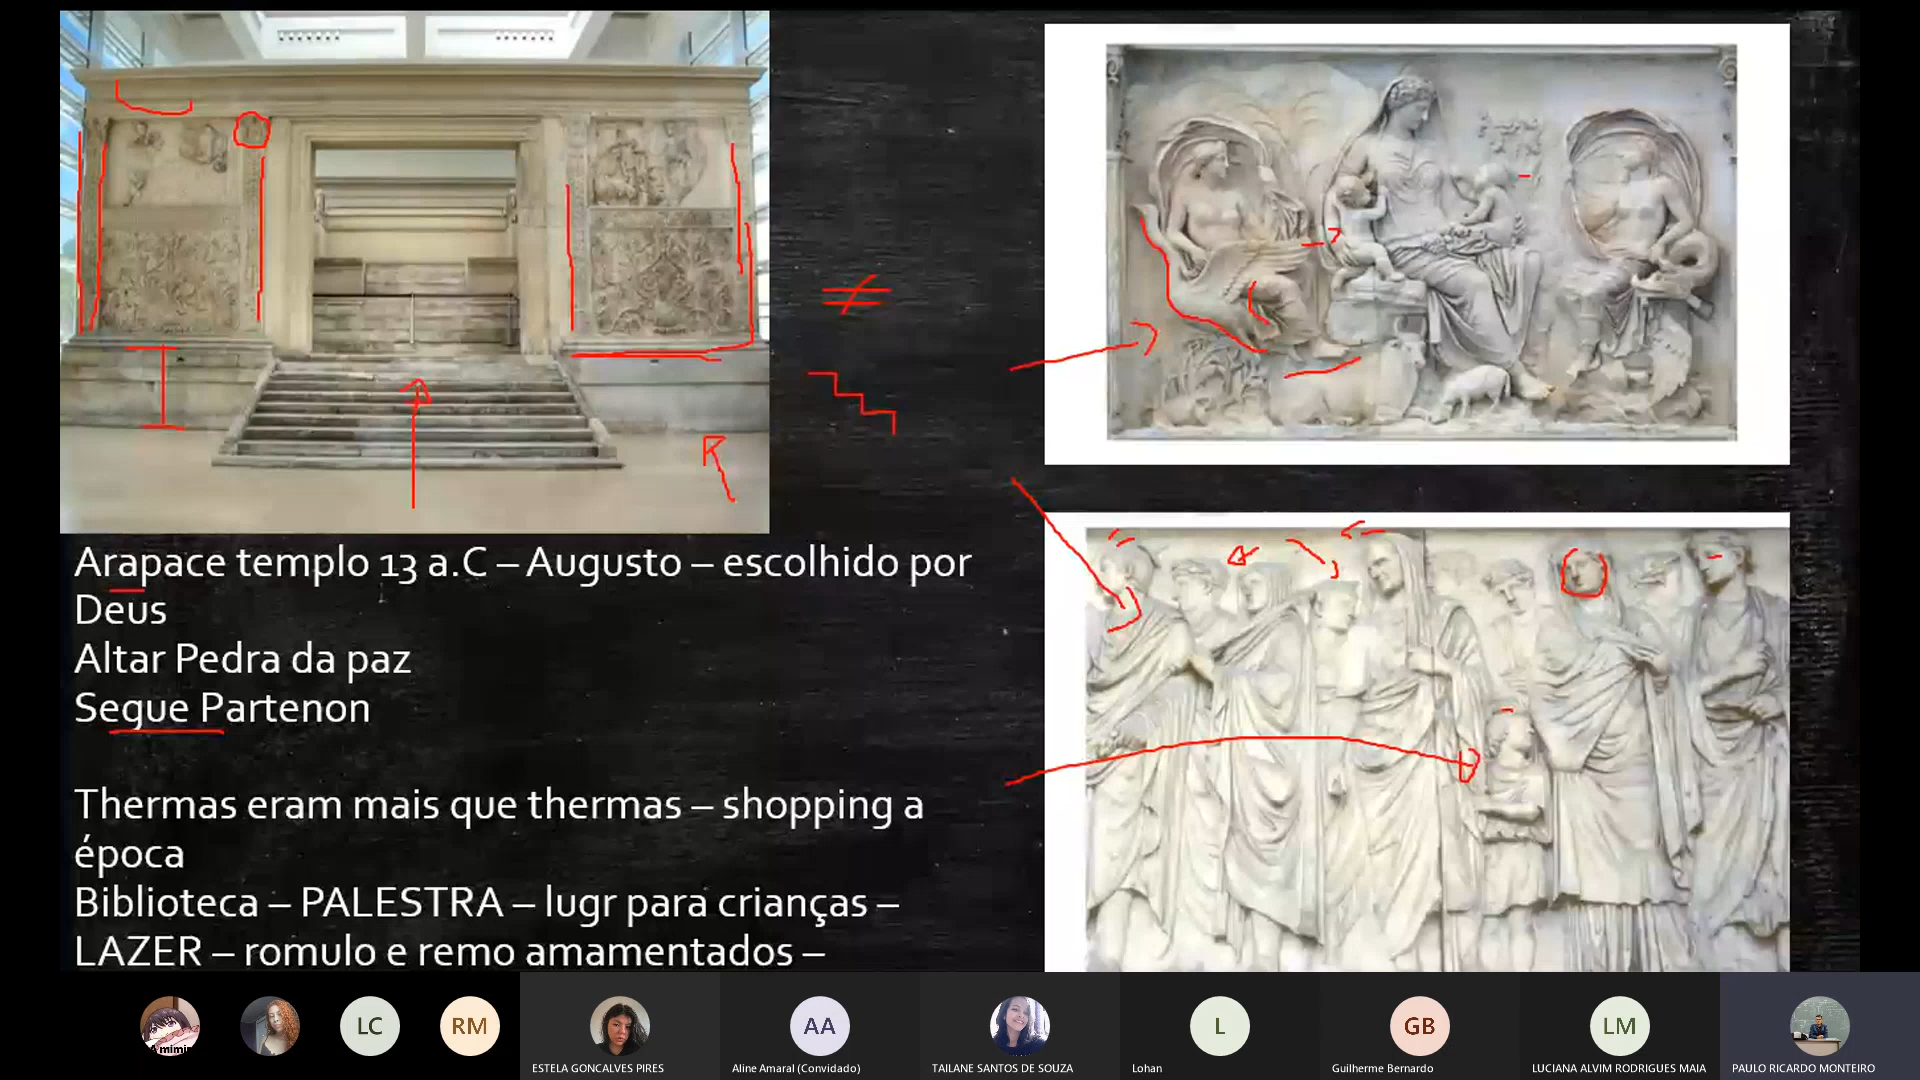 Arapace templo 13 a.C – Augusto – escolhido por
Deus
Altar Pedra da paz
Segue Partenon
Thermas eram mais que thermas – shopping a
época
Biblioteca – PALESTRA – lugr para crianças –
LAZER – romulo e remo amamentados –
mimi
LC
RM
ESTELA GONCALVES PIRES
AA
Aline Amaral (Convidado)
TAILANE SANTOS DE SOUZA
L
Lohan
GB
Guilherme Bernardo
LM
LUCIANA ALVIM RODRIGUES MAIA
PAULO RICARDO MONTEIRO